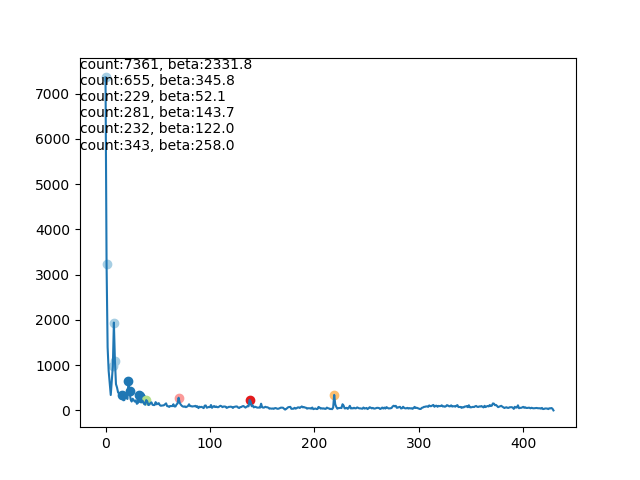 count:7361, beta:2331.8
count:655, beta:345.8
count:229, beta:52.1
count:281, beta:143.7
count:232, beta:122.0
count:343, beta:258.0
7000
6000
5000
4000
3000
2000
1000
0
0 100 200 300 400